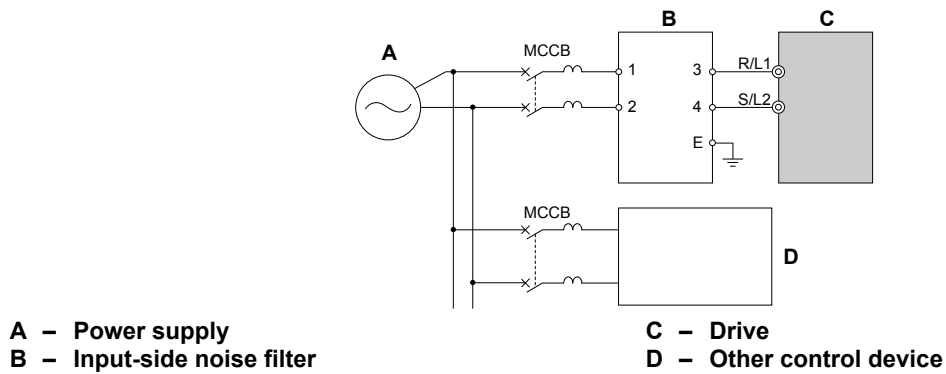 B
C
A
MCCB
1
3
R/L1
2
4
S/L2
E
MCCB
D
A – Power supply
C – Drive
B – Input-side noise filter
D – Other control device